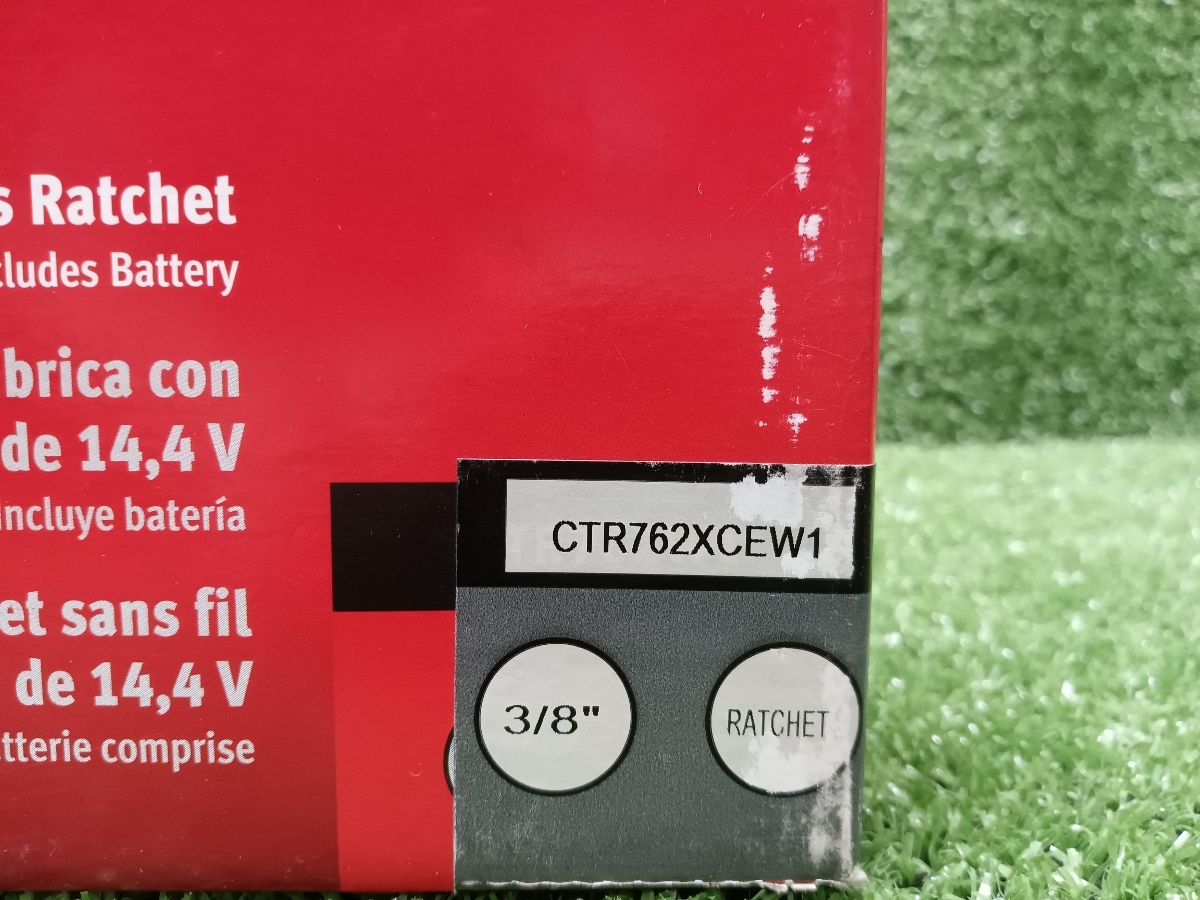 s Ratchet
cludes Battery
brica con
de 14,4 V
incluye batería
et sans fil
de 14,4 V
tterie comprise
CTR762XCEW1
3/8"
RATCHET